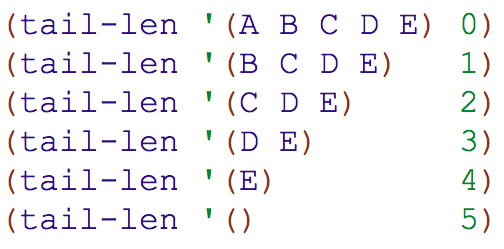 (tail-len '(A B C D E) 0)
(tail-len '(B C D E)   1)
(tail-len '(C D E)     2)
(tail-len '(D E)       3)
(tail-len '(E)         4)
(tail-len '()          5)